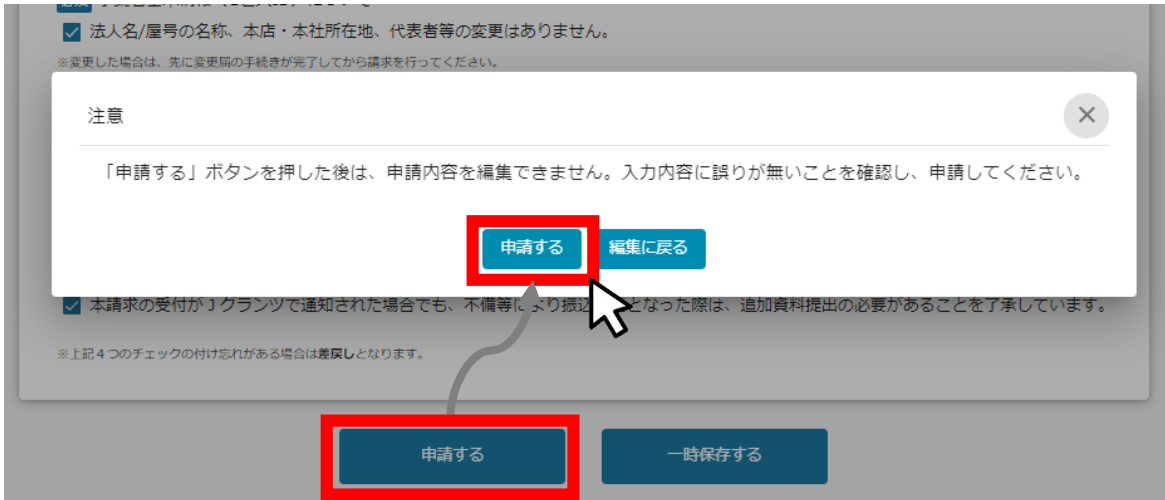 必須
法人名/屋号の名称、本店・本社所在地、代表者等の変更はありません。
※変更した場合は、先に変更届の手続きが完了してから請求を行ってください。
注意
「申請する」ボタンを押した後は、申請内容を編集できません。入力内容に誤りが無いことを確認し、申請してください。
申請する 編集に戻る
本請求の受付がJグランツで通知された場合でも、不備等により振込 となった際は、追加資料提出の必要があることを了承しています。
※上記4つのチェックの付け忘れがある場合は差戻しとなります。
申請する 一時保存する